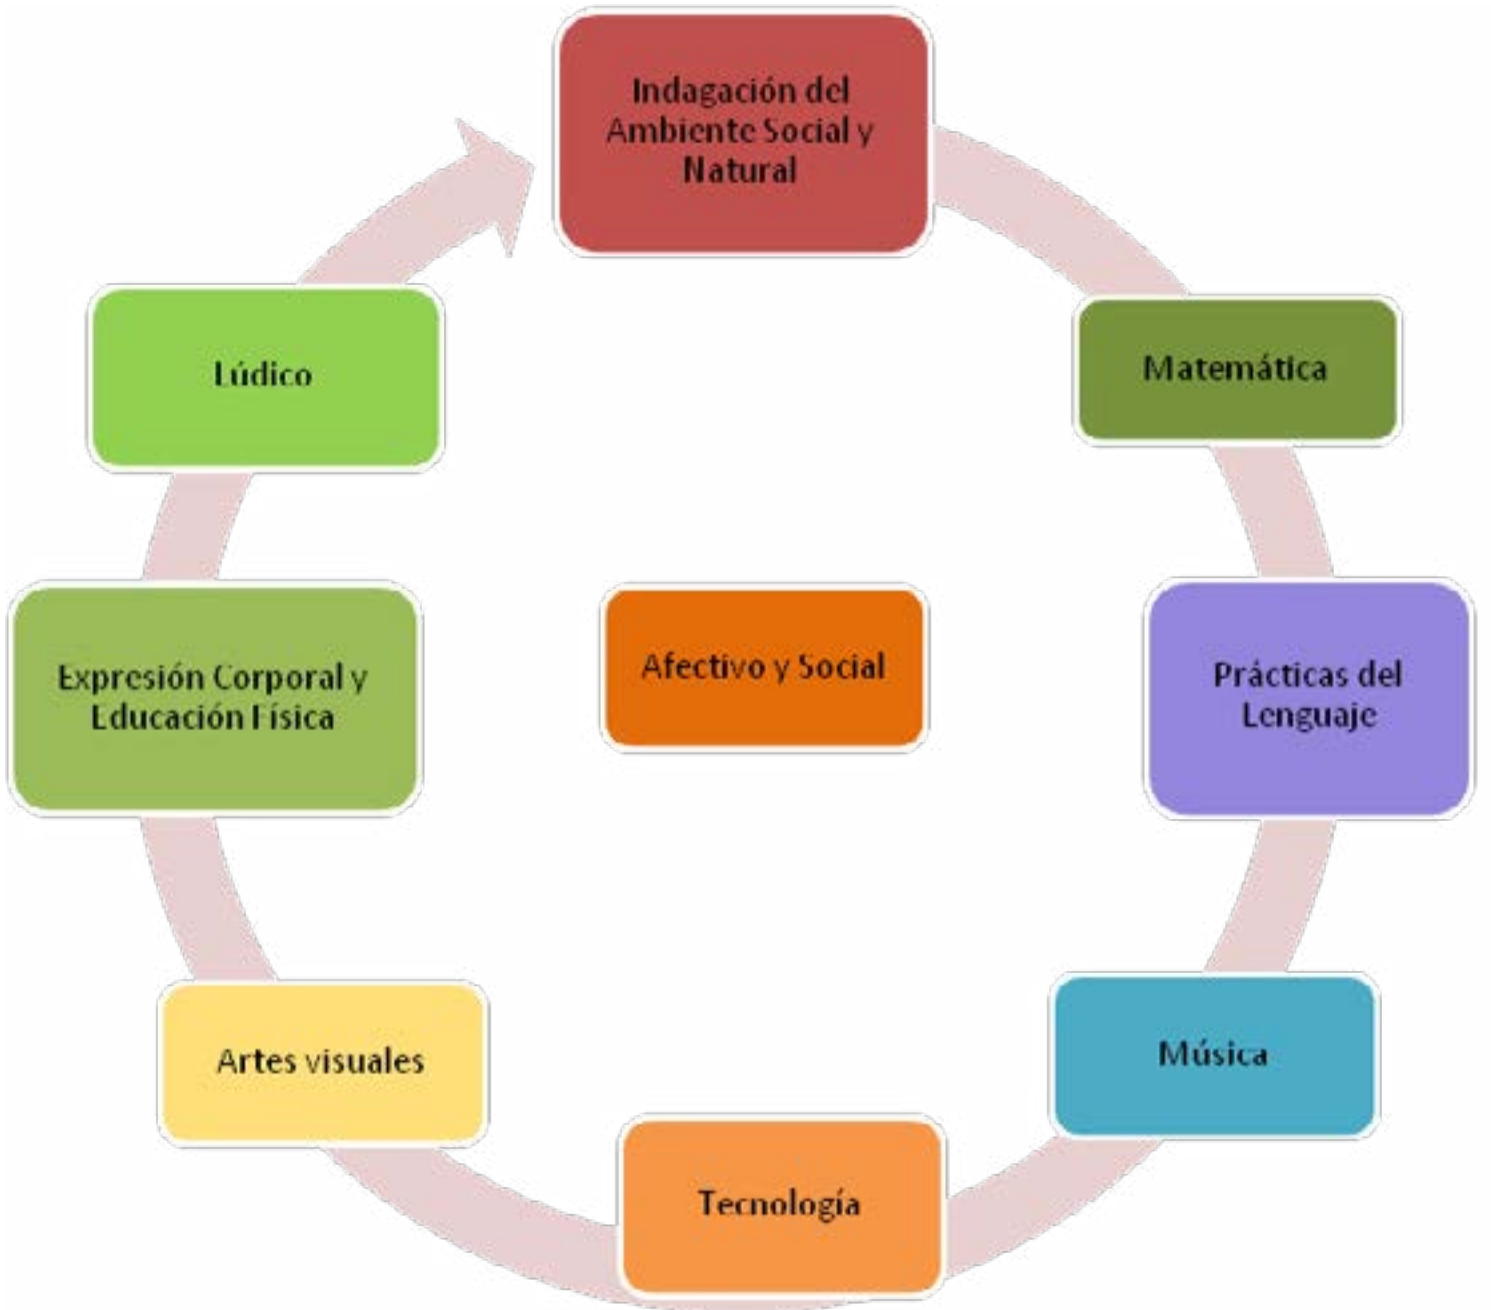 Indagación del
Ambiente Social y
Natural
Matemática
Prácticas del
Lenguaje
Música
Tecnología
Artes visuales
Expresión Corporal y
Educación Física
Lúdico
Afectivo y Social